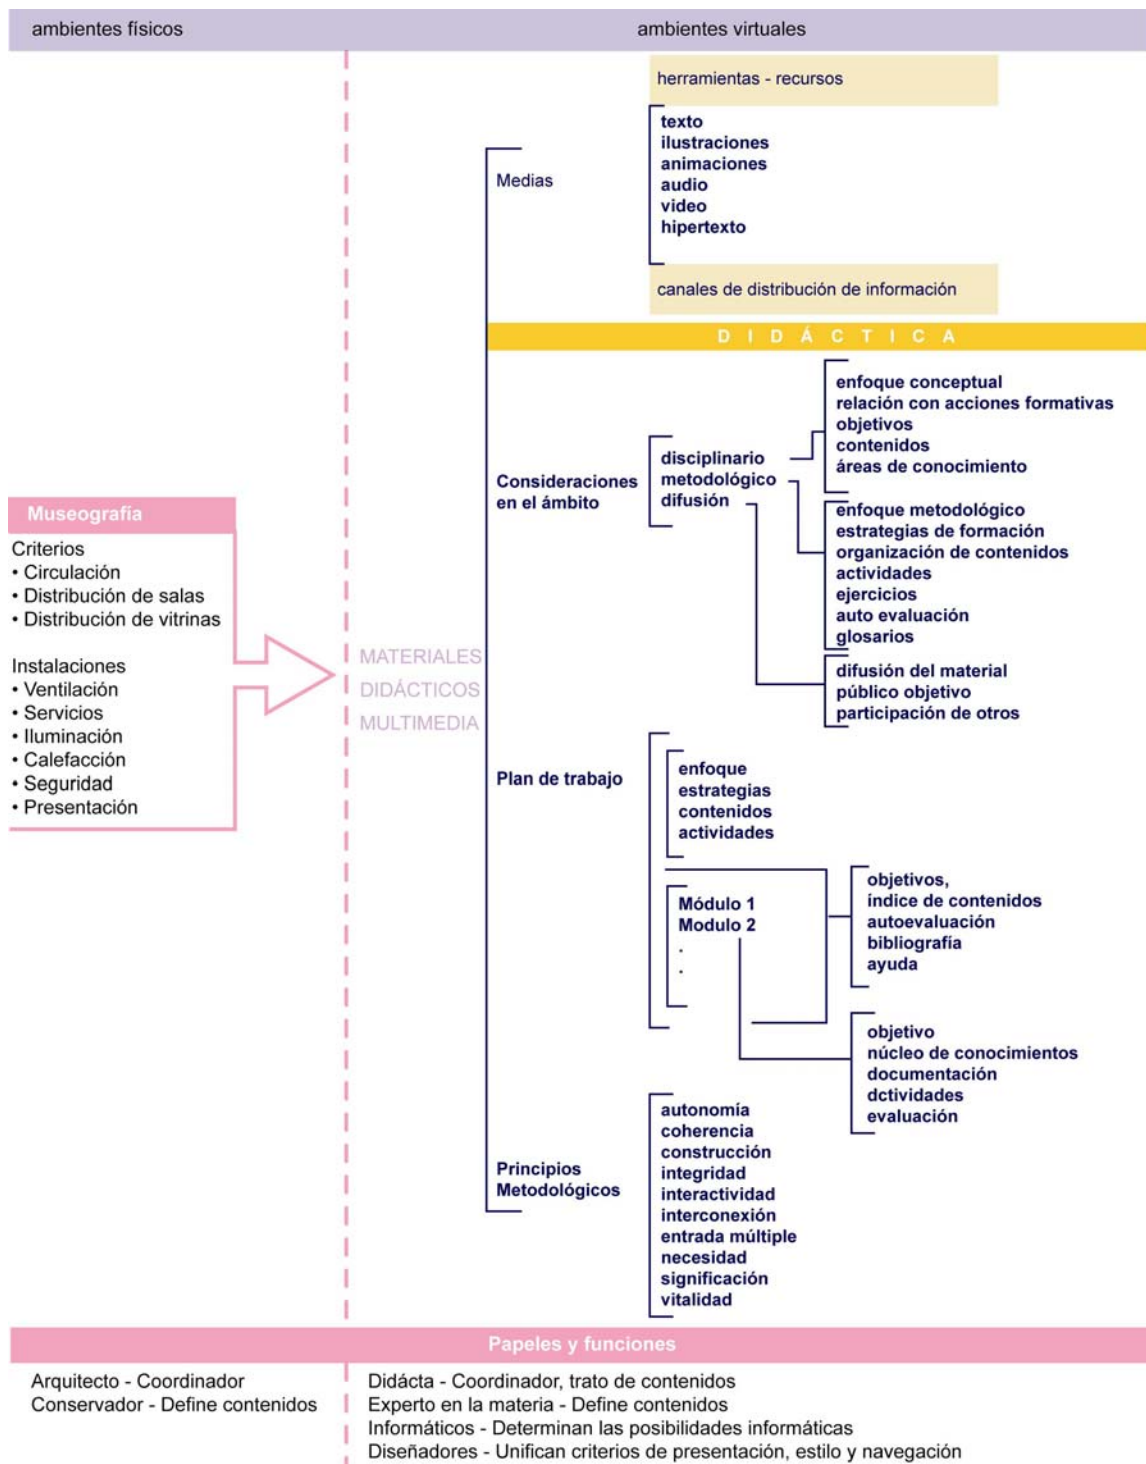 ambientes físicos
ambientes virtuales
Museografía
Criterios
• Circulación
• Distribución de salas
• Distribución de vitrinas
Instalaciones
• Ventilación
• Servicios
• Iluminación
• Calefacción
• Seguridad
• Presentación
MATERIALES
DIDÁCTICOS
MULTIMEDIA
Medias
herramientas - recursos
texto
ilustraciones
animaciones
audio
video
hipertexto
canales de distribución de información
DIDÁCTICA
Consideraciones
en el ámbito
disciplinario
metodológico
difusión
enfoque conceptual
relación con acciones formativas
objetivos
contenidos
áreas de conocimiento
enfoque metodológico
estrategias de formación
organización de contenidos
actividades
ejercicios
auto evaluación
glosarios
difusión del material
público objetivo
participación de otros
Plan de trabajo
enfoque
estrategias
contenidos
actividades
Módulo 1
Modulo 2
.
.
objetivos,
índice de contenidos
autoevaluación
bibliografía
ayuda
objetivo
núcleo de conocimientos
documentación
dctividades
evaluación
Principios
Metodológicos
autonomía
coherencia
construcción
integridad
interactividad
interconexión
entrada múltiple
necesidad
significación
vitalidad
Papeles y funciones
Arquitecto - Coordinador
Conservador - Define contenidos
Didácta - Coordinador, trato de contenidos
Experto en la materia - Define contenidos
Informáticos - Determinan las posibilidades informáticas
Diseñadores - Unifican criterios de presentación, estilo y navegación